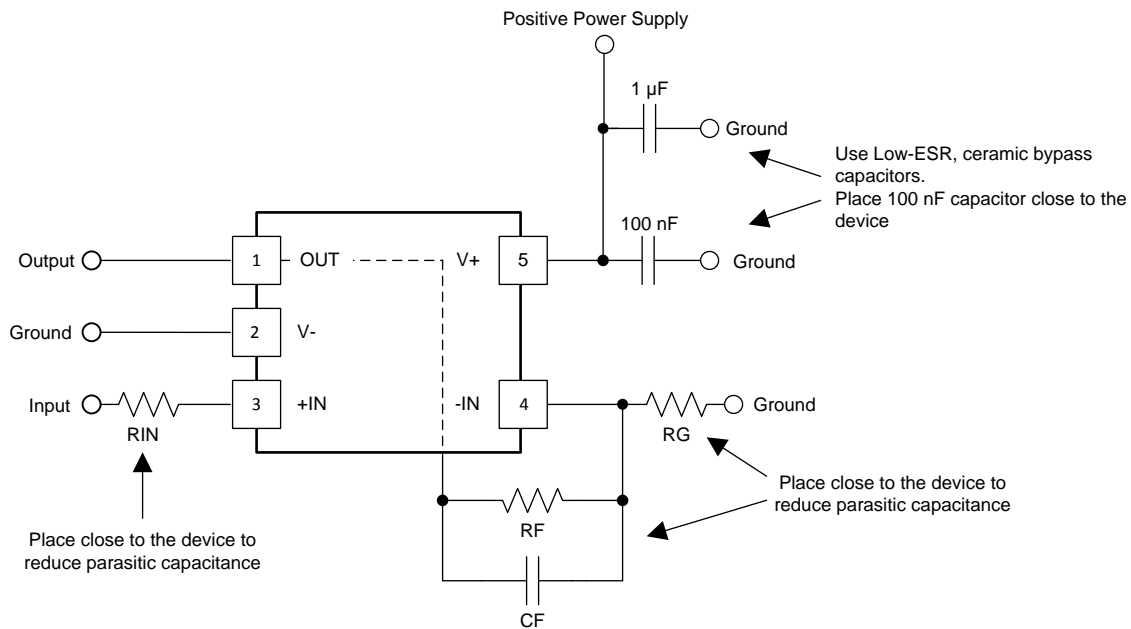 Positive Power Supply
1 µF
Ground
Use Low-ESR, ceramic bypass
capacitors.
Place 100 nF capacitor close to the
device
100 nF
Ground
Output
1
OUT
V+
5
Ground
2
V-
Input
RIN
3
+IN
-IN
4
RG
Ground
Place close to the device to
reduce parasitic capacitance
RF
CF
Place close to the device to
reduce parasitic capacitance